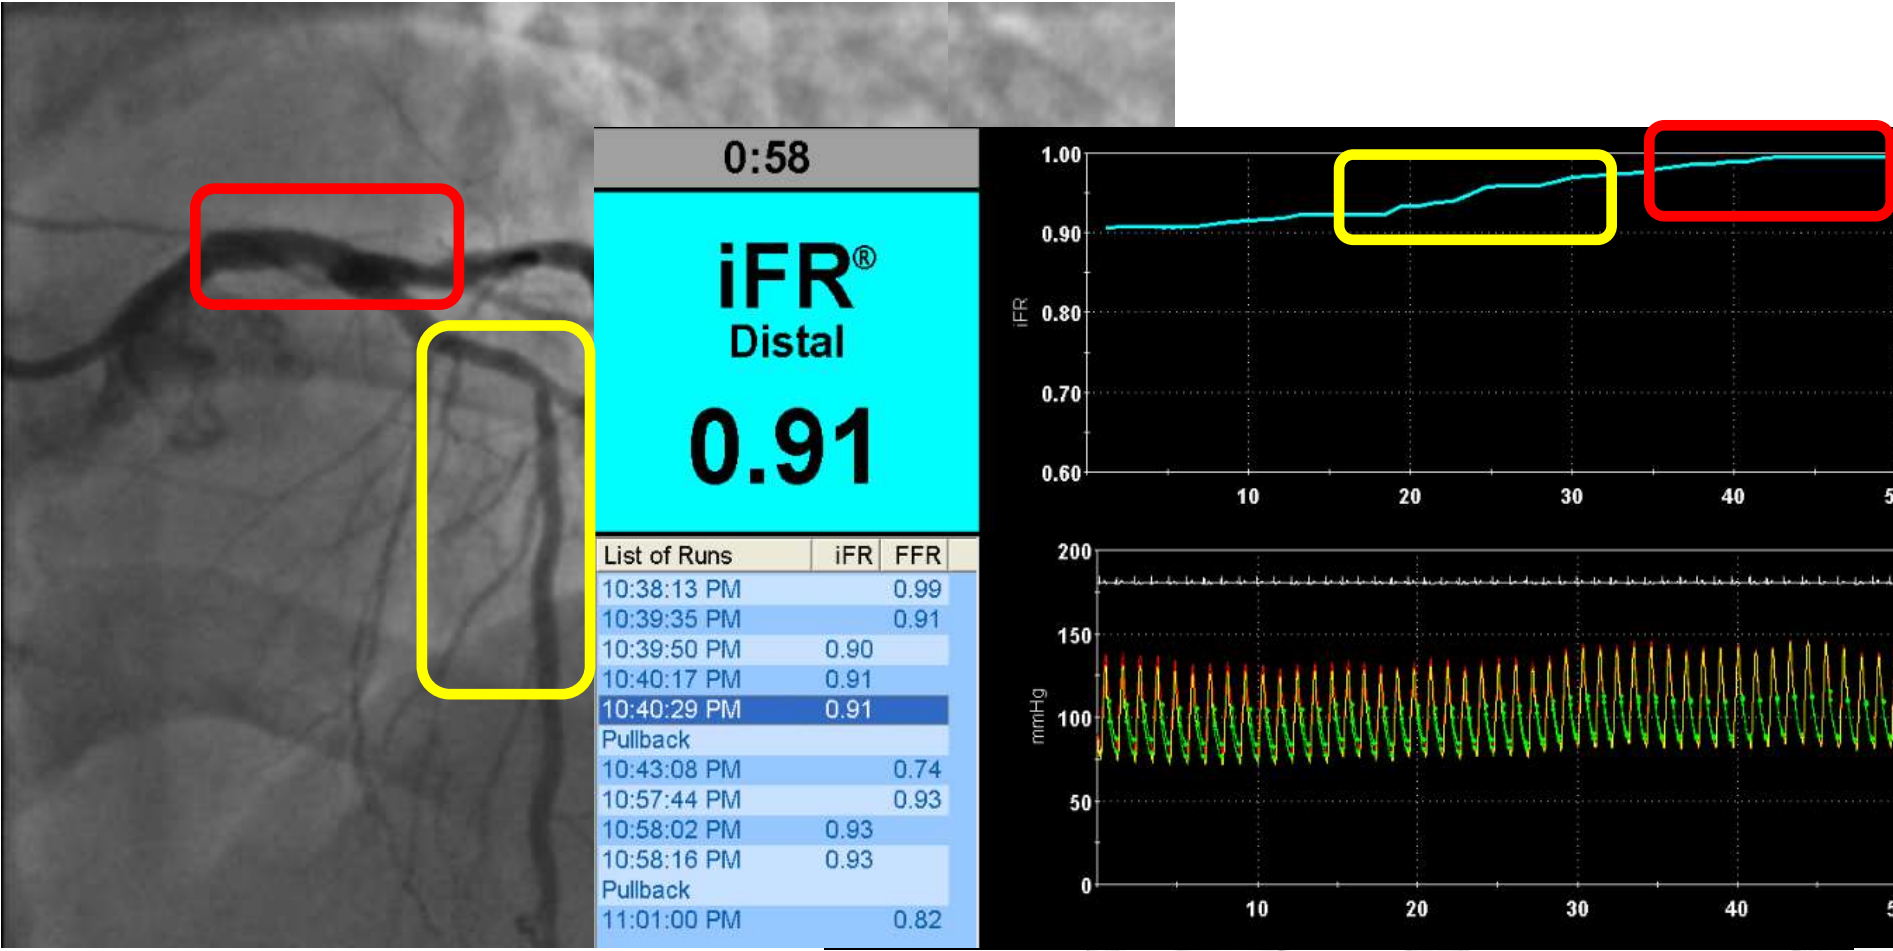 0:58
iFR®
Distal
0.91
List of Runs iFR FFR
10:38:13 PM 0.99
10:39:35 PM 0.91
10:39:50 PM 0.90
10:40:17 PM 0.91
10:40:29 PM 0.91
Pullback
10:43:08 PM 0.74
10:57:44 PM 0.93
10:58:02 PM 0.93
10:58:16 PM 0.93
Pullback
11:01:00 PM 0.82
1.00
0.90
iFR
0.80
0.70
0.60
10 20 30 40 5
200
150
mmHg
100
50
0
10 20 30 40 5